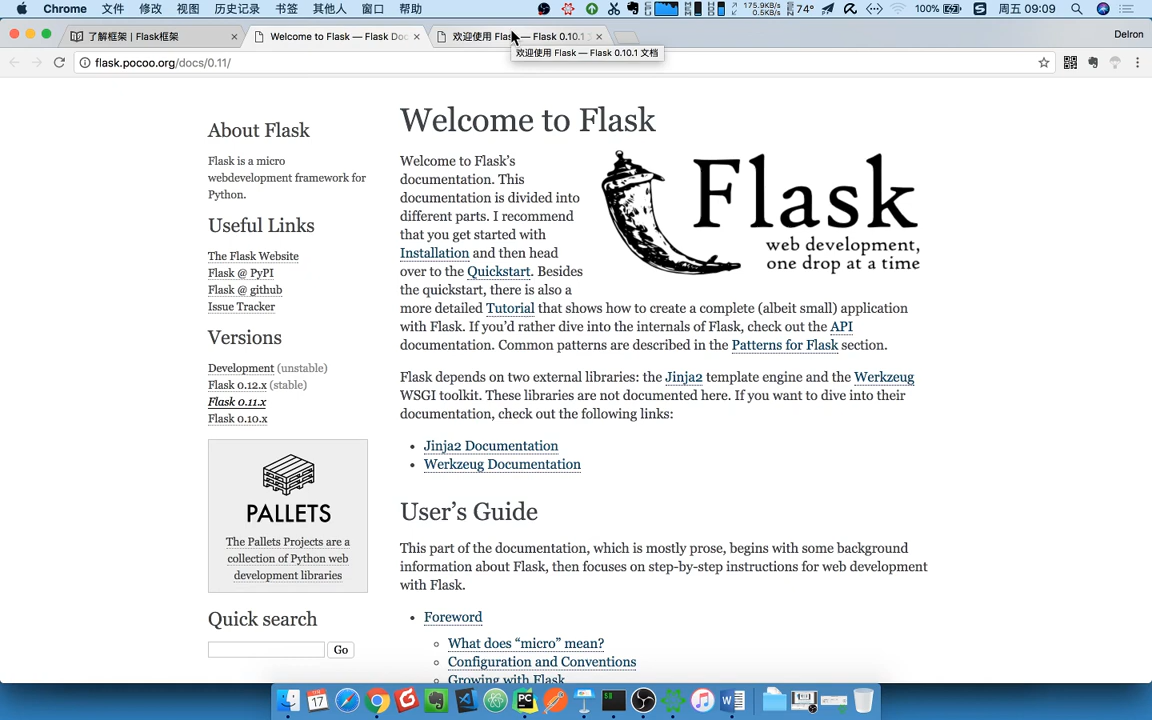 Chrome 文件 修改 视图 历史记录 书签 其他人 窗口 帮助 175.9KB/s 0.5KB/s 74° 100% 周五 09:09
了解框架 | Flask框架 Welcome to Flask — Flask Doc 欢迎使用 Flask — Flask 0.10.1 Delron
欢迎使用 Flask — Flask 0.10.1 文档
flask.pocoo.org/docs/0.11/
About Flask
Flask is a micro
webdevelopment framework for
Python.
Useful Links
The Flask Website
Flask @ PyPI
Flask @ github
Issue Tracker
Versions
Development (unstable)
Flask 0.12.x (stable)
Flask 0.11.x
Flask 0.10.x
PALLETS
The Pallets Projects are a
collection of Python web
development libraries
Quick search
Go
Welcome to Flask
Welcome to Flask’s
documentation. This
documentation is divided into
different parts. I recommend
that you get started with
Installation and then head
over to the Quickstart. Besides
the quickstart, there is also a
more detailed Tutorial that shows how to create a complete (albeit small) application
with Flask. If you’d rather dive into the internals of Flask, check out the API
documentation. Common patterns are described in the Patterns for Flask section.
Flask
web development,
one drop at a time
Flask depends on two external libraries: the Jinja2 template engine and the Werkzeug
WSGI toolkit. These libraries are not documented here. If you want to dive into their
documentation, check out the following links:
• Jinja2 Documentation
• Werkzeug Documentation
User’s Guide
This part of the documentation, which is mostly prose, begins with some background
information about Flask, then focuses on step-by-step instructions for web development
with Flask.
• Foreword
What does “micro” mean?
Configuration and Conventions
Growing with Flask
17
PC